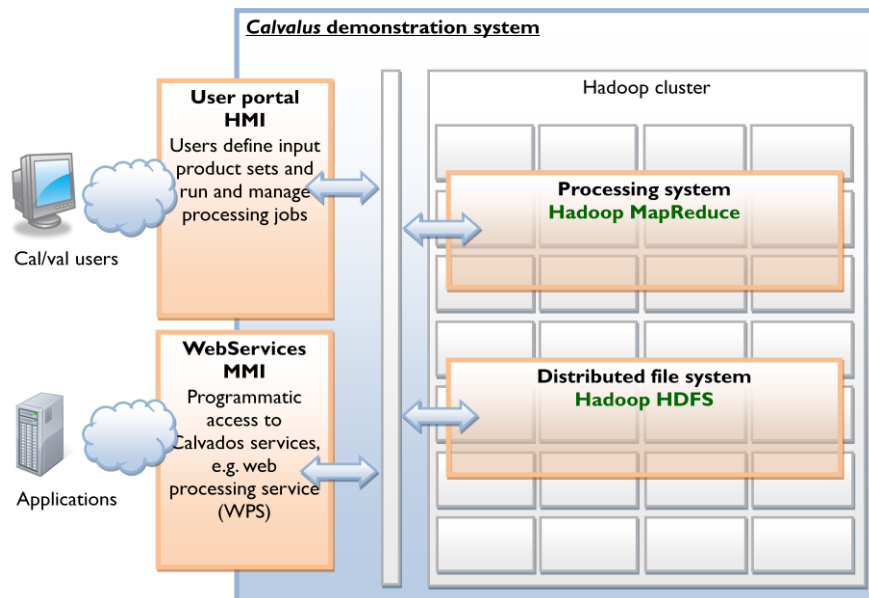 Calvalus demonstration system
User portal
HMI
Users define input
product sets and
run and manage
processing jobs
Cal/val users
WebServices
MMI
Programmatic
access to
Calvados services,
e.g. web
processing service
(WPS)
Applications
Hadoop cluster
Processing system
Hadoop MapReduce
Distributed file system
Hadoop HDFS